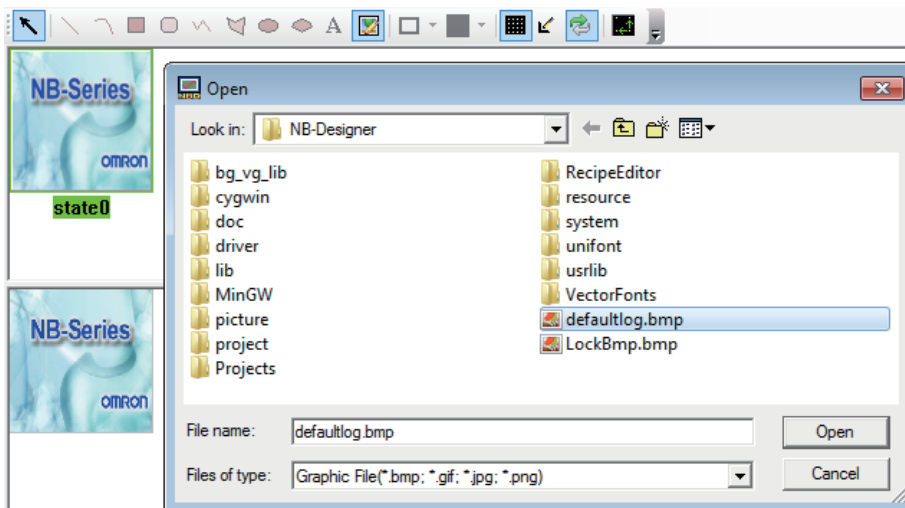 A
NB-Series
OMRON
state0
NB-Series
OMRON
Open
Look in: NB-Designer
bg_vg_lib
cygwin
doc
driver
lib
MinGW
picture
project
Projects
RecipeEditor
resource
system
unifont
usrlib
VectorFonts
defaultlog.bmp
LockBmp.bmp
File name: defaultlog.bmp Open
Files of type: Graphic File(*.bmp; *.gif; *.jpg; *.png) Cancel